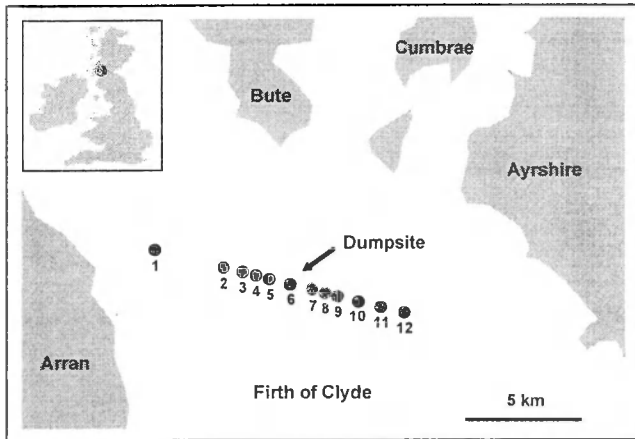 Cumbrae
Bute
Ayrshire
Dumpsite
1
2 3 4 5 6 7 8 9 10 11 12
Arran
Firth of Clyde
5 km